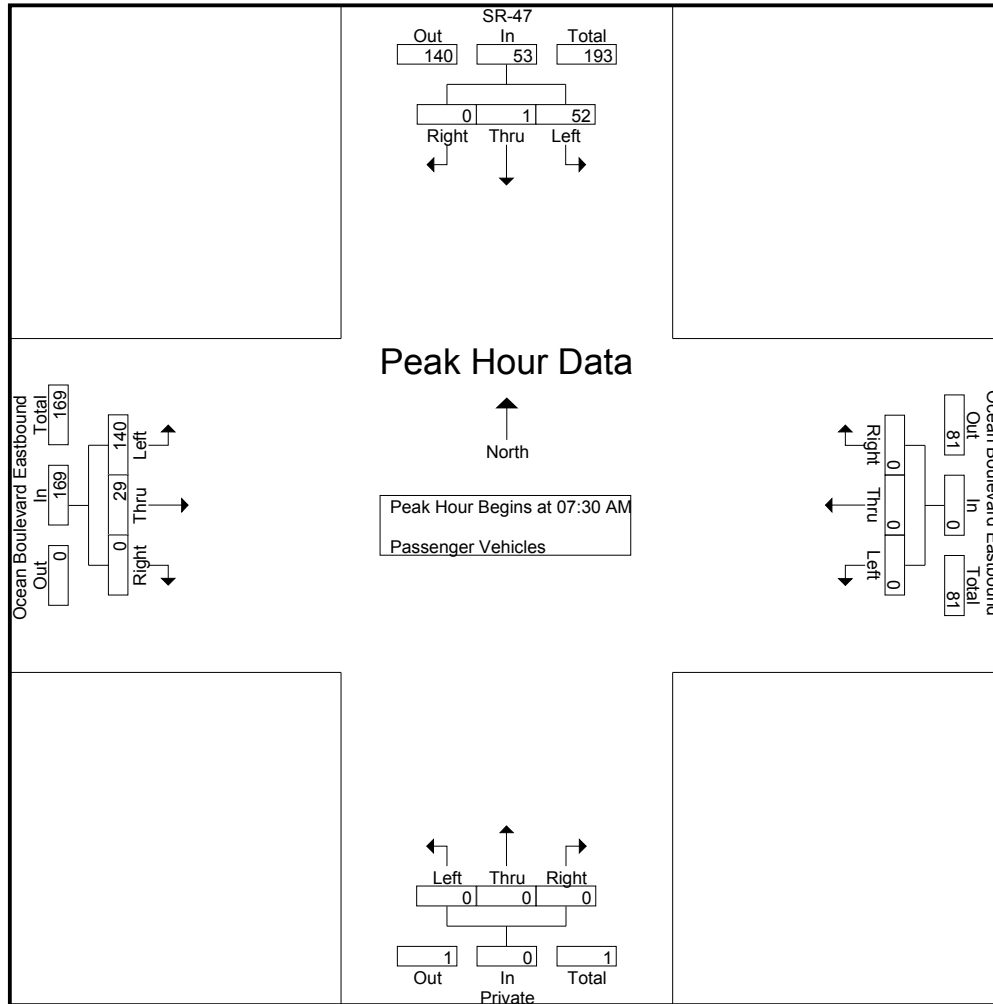 SR-47
Out In Total
140 53 193
0 1 52
Right Thru Left
Peak Hour Data
North
Peak Hour Begins at 07:30 AM
Passenger Vehicles
Ocean Boulevard Eastbound
Out In Total
0 169 169
0 29 140
Right Thru Left
Ocean Boulevard Eastbound
Out In Total
81 0 81
0 0 0
Right Thru Left
Left Thru Right
0 0 0
1 0 1
Out In Total
Private